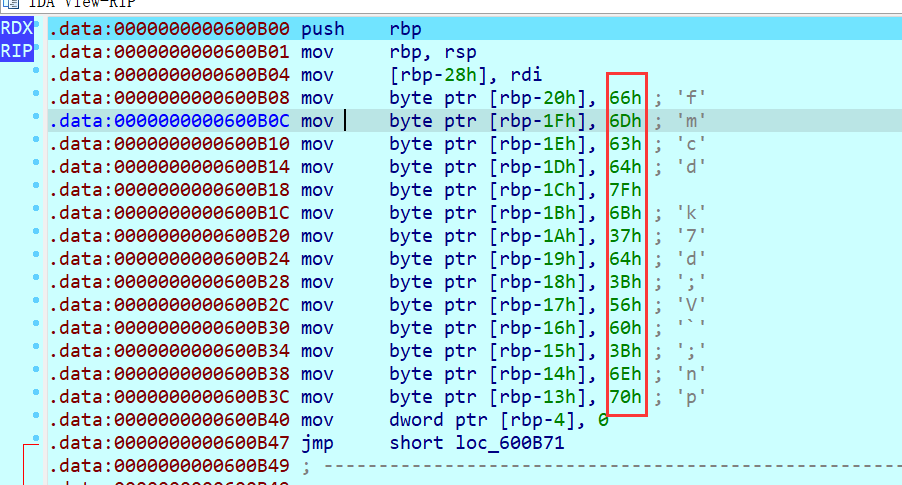 IDA View-RIP
RDX .data:0000000000600B00 push rbp
RIP .data:0000000000600B01 mov rbp, rsp
.data:0000000000600B04 mov [rbp-28h], rdi
.data:0000000000600B08 mov byte ptr [rbp-20h], 66h ; 'f'
.data:0000000000600B0C mov byte ptr [rbp-1Fh], 6Dh ; 'm'
.data:0000000000600B10 mov byte ptr [rbp-1Eh], 63h ; 'c'
.data:0000000000600B14 mov byte ptr [rbp-1Dh], 64h ; 'd'
.data:0000000000600B18 mov byte ptr [rbp-1Ch], 7Fh
.data:0000000000600B1C mov byte ptr [rbp-1Bh], 6Bh ; 'k'
.data:0000000000600B20 mov byte ptr [rbp-1Ah], 37h ; '7'
.data:0000000000600B24 mov byte ptr [rbp-19h], 64h ; 'd'
.data:0000000000600B28 mov byte ptr [rbp-18h], 3Bh ; ';'
.data:0000000000600B2C mov byte ptr [rbp-17h], 56h ; 'V'
.data:0000000000600B30 mov byte ptr [rbp-16h], 60h ; '`'
.data:0000000000600B34 mov byte ptr [rbp-15h], 3Bh ; ';'
.data:0000000000600B38 mov byte ptr [rbp-14h], 6Eh ; 'n'
.data:0000000000600B3C mov byte ptr [rbp-13h], 70h ; 'p'
.data:0000000000600B40 mov dword ptr [rbp-4], 0
.data:0000000000600B47 jmp short loc_600B71
.data:0000000000600B49 ; ---------------------------------------------------------------